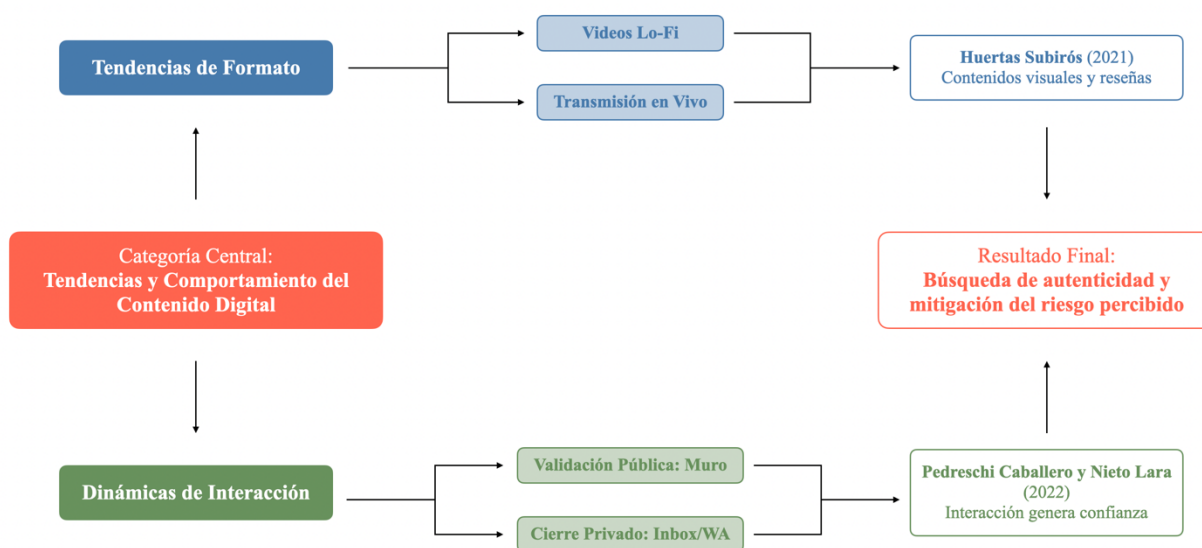 Videos Lo-Fi
Tendencias de Formato
Huertas Subirós (2021)
Contenidos visuales y reseñas
Transmisión en Vivo
Categoría Central:
Tendencias y Comportamiento del
Contenido Digital
Resultado Final:
Búsqueda de autenticidad y
mitigación del riesgo percibido
Validación Pública: Muro
Dinámicas de Interacción
Pedreschi Caballero y Nieto Lara
(2022)
Interacción genera confianza
Cierre Privado: Inbox/WA